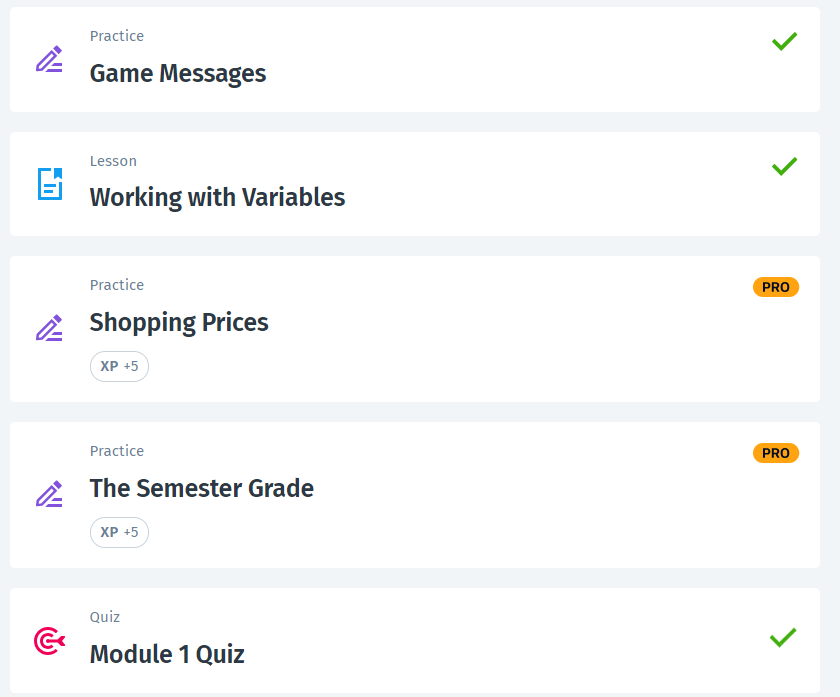 Practice
Game Messages
Lesson
Working with Variables
Practice
PRO
Shopping Prices
XP +5
Practice
PRO
The Semester Grade
XP +5
Quiz
Module 1 Quiz